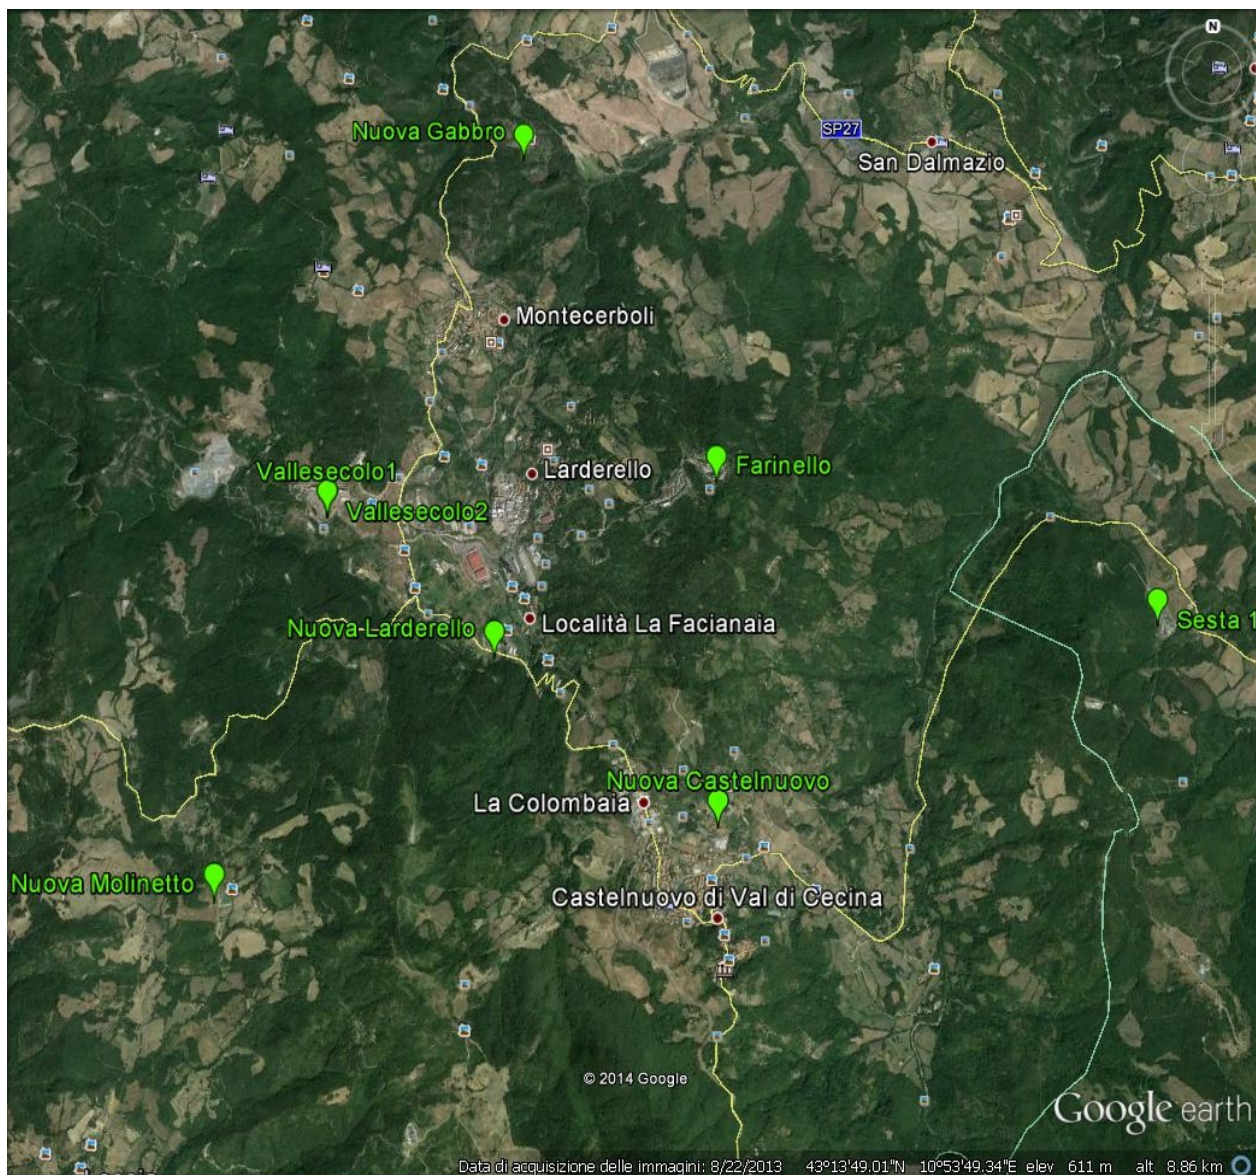 N
Nuova Gabbro
SP27
San Dalmazio
Montecerboli
Vallesecolo1
Larderello
Farinello
Vallesecolo2
Sesta 1
Nuova Larderello
Località La Facianaia
Nuova Castelnuovo
La Colombaia
Nuova Molinetto
Castelnuovo di Val di Cecina
© 2014 Google
Google earth
Data di acquisizione delle immagini: 8/22/2013 43°13'49.01"N 10°53'49.34"E elev 611 m alt 8.86 km